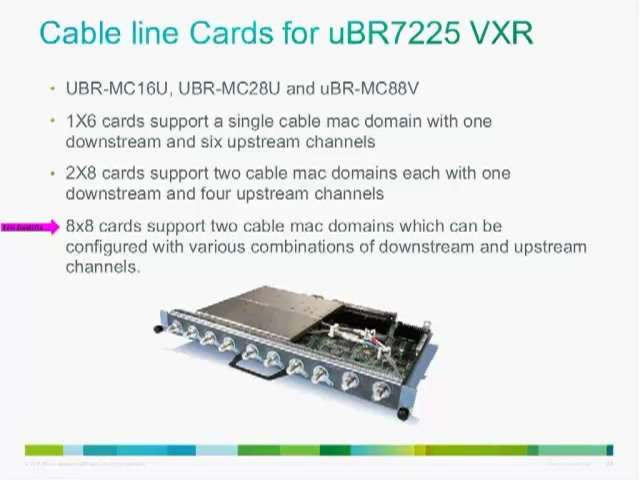 Cable line Cards for uBR7225 VXR
• UBR-MC16U, UBR-MC28U and uBR-MC88V
• 1X6 cards support a single cable mac domain with one
downstream and six upstream channels
• 2X8 cards support two cable mac domains each with one
downstream and four upstream channels
8x8 cards support two cable mac domains which can be
configured with various combinations of downstream and upstream
channels.